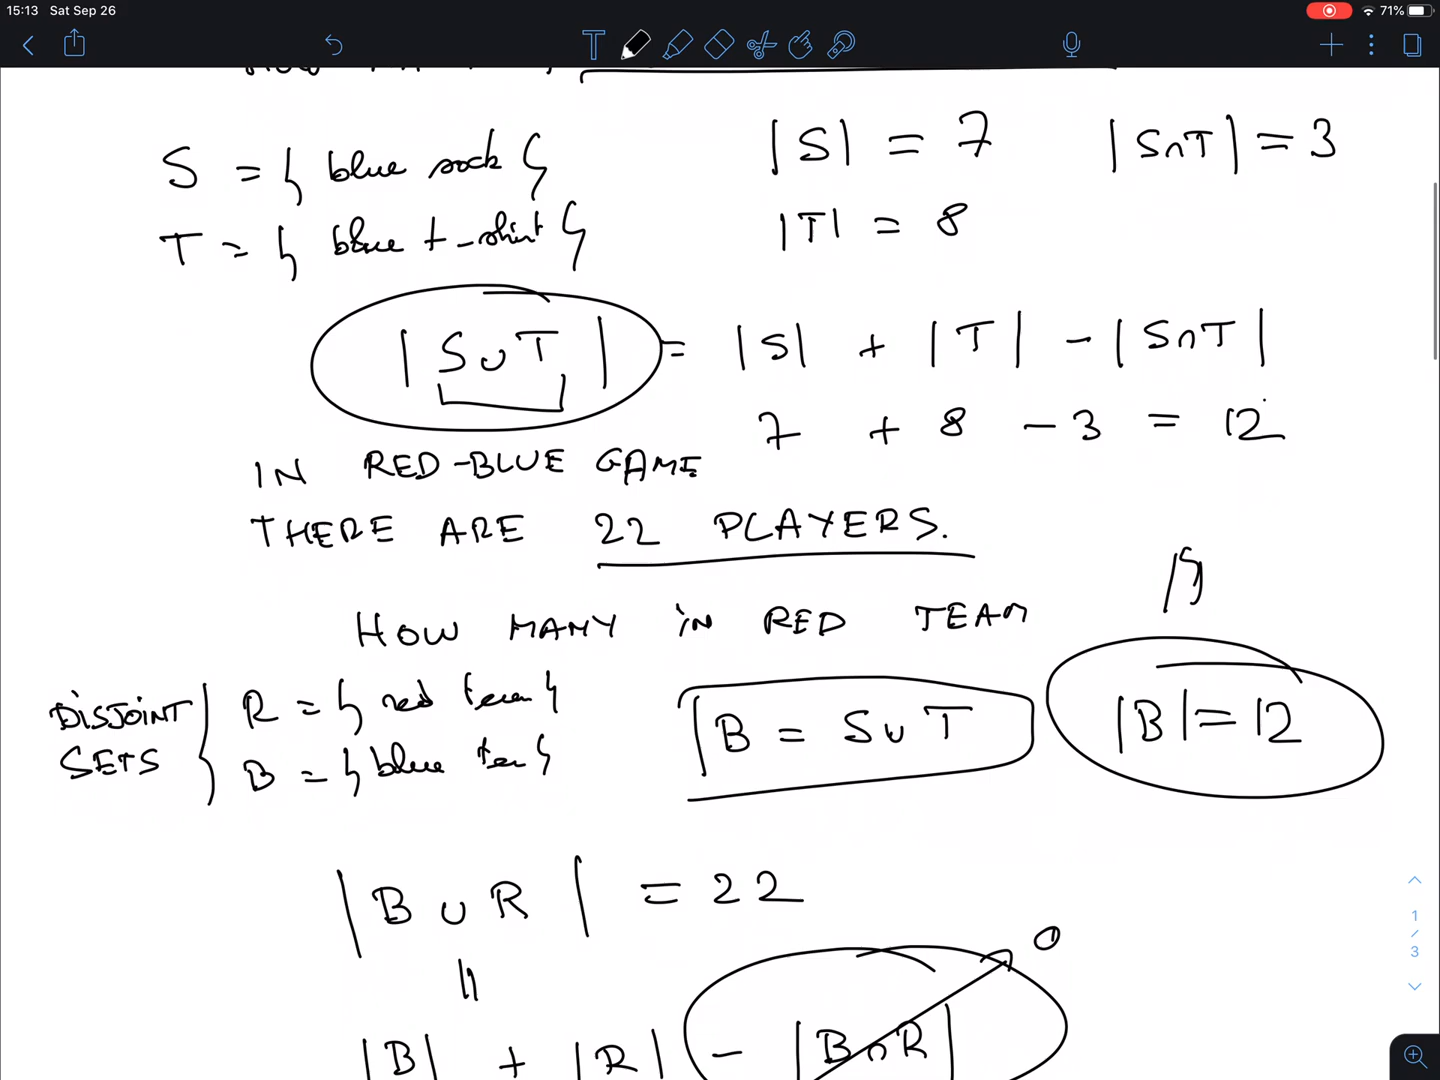 15:13 Sat Sep 26
71%
S = { blue sock }
|S| = 7
|S∩T| = 3
T = { blue t-shirt }
|T| = 8
|S∪T| = |S| + |T| - |S∩T|
7 + 8 - 3 = 12
IN RED-BLUE GAME
THERE ARE 22 PLAYERS.
HOW MANY in RED TEAM
DISJOINT SETS
R = { red team }
B = { blue tea }
B = S∪T
|B| = 12
|B∪R| = 22
0
||
|B| + |R| - |B∩R|
1
/
3